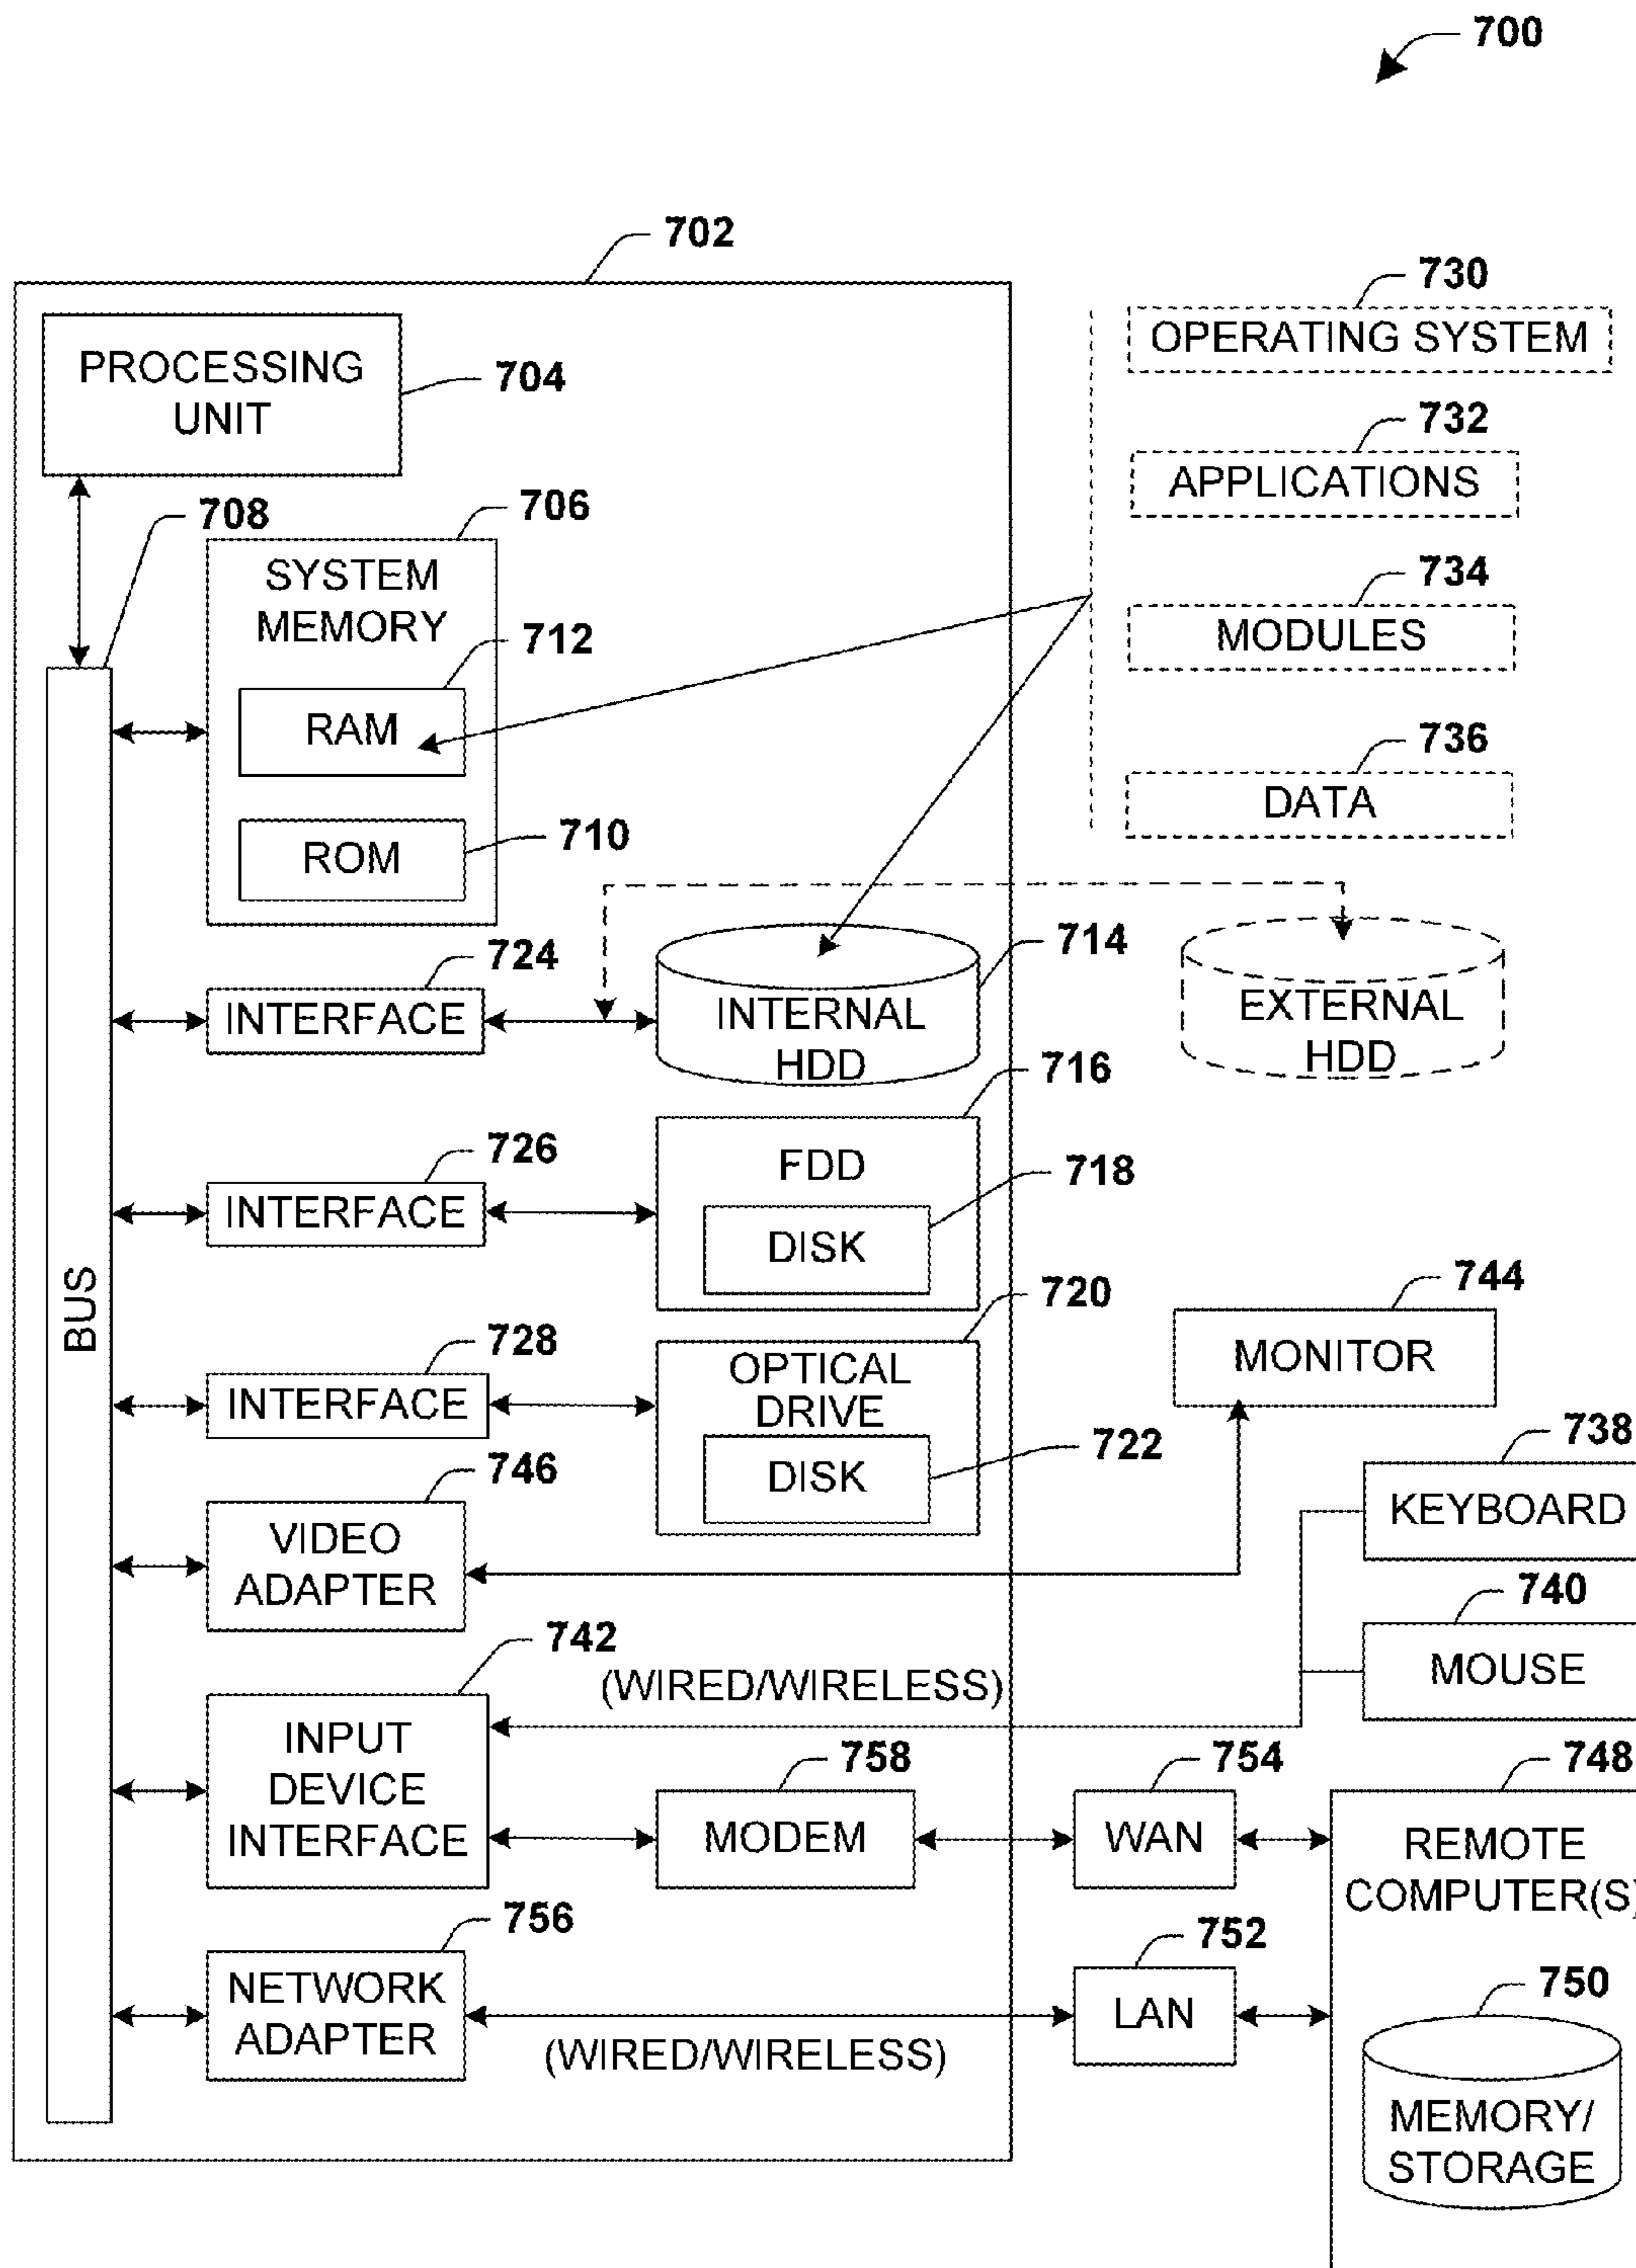 700
702
730
OPERATING SYSTEM
PROCESSING
UNIT
704
732
APPLICATIONS
708
706
SYSTEM
MEMORY
734
MODULES
712
RAM
736
DATA
710
ROM
724
INTERFACE
714
INTERNAL
HDD
EXTERNAL
HDD
716
FDD
726
INTERFACE
718
DISK
BUS
720
OPTICAL
DRIVE
744
MONITOR
728
INTERFACE
722
DISK
738
KEYBOARD
746
VIDEO
ADAPTER
740
MOUSE
742
(WIRED/WIRELESS)
INPUT
DEVICE
INTERFACE
758
MODEM
754
WAN
748
REMOTE
COMPUTER(S)
756
NETWORK
ADAPTER
(WIRED/WIRELESS)
752
LAN
750
MEMORY/
STORAGE